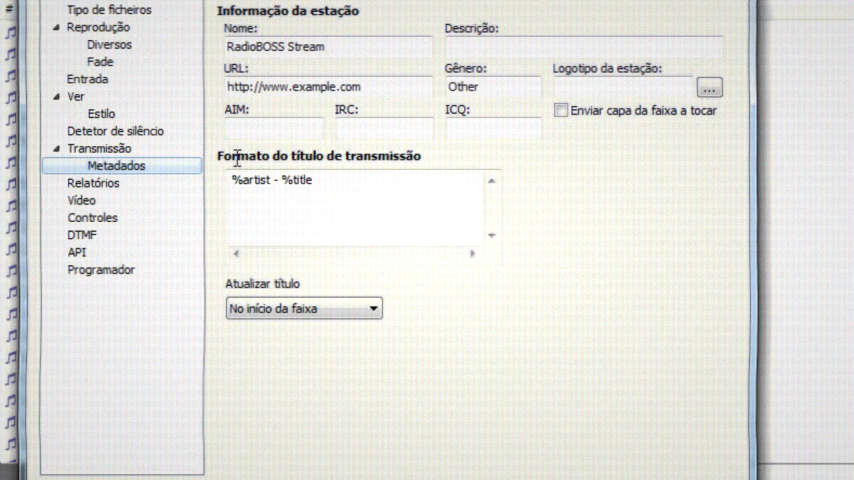 #
Tipo de ficheiros
Reprodução
Diversos
Fade
Entrada
Ver
Estilo
Detetor de silêncio
Transmissão
Metadados
Relatórios
Vídeo
Controles
DTMF
API
Programador
Informação da estação
Nome:
Descrição:
RadioBOSS Stream
URL:
Gênero:
Logotipo da estação:
http://www.example.com
Other
...
AIM:
IRC:
ICQ:
Enviar capa da faixa a tocar
Formato do título de transmissão
%artist - %title
Atualizar título
No início da faixa